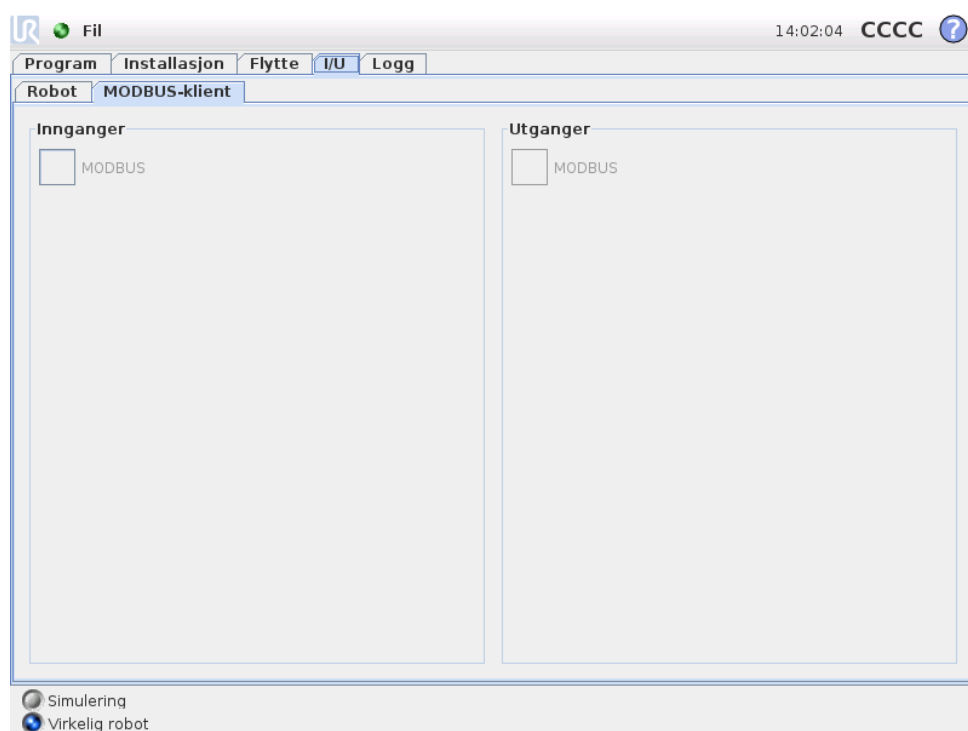 UR Fil 14:02:04 CCCC ?
Program Installasjon Flytte I/U Logg
Robot MODBUS-klient
Innganger
MODBUS
Utganger
MODBUS
Simulering
Virkelig robot